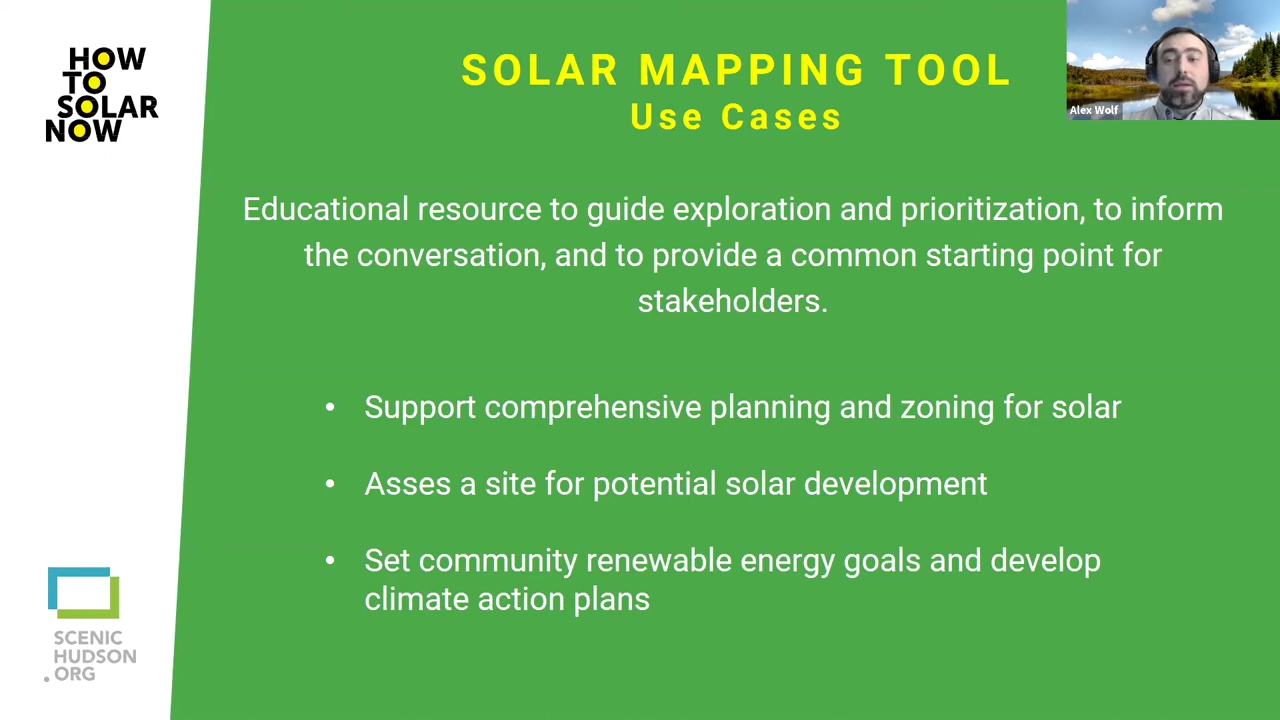 HOW
TO
SOLAR
NOW
SOLAR MAPPING TOOL
Use Cases
Alex Wolf
Educational resource to guide exploration and prioritization, to inform
the conversation, and to provide a common starting point for
stakeholders.
• Support comprehensive planning and zoning for solar
• Asses a site for potential solar development
• Set community renewable energy goals and develop
climate action plans
SCENIC
HUDSON
.ORG